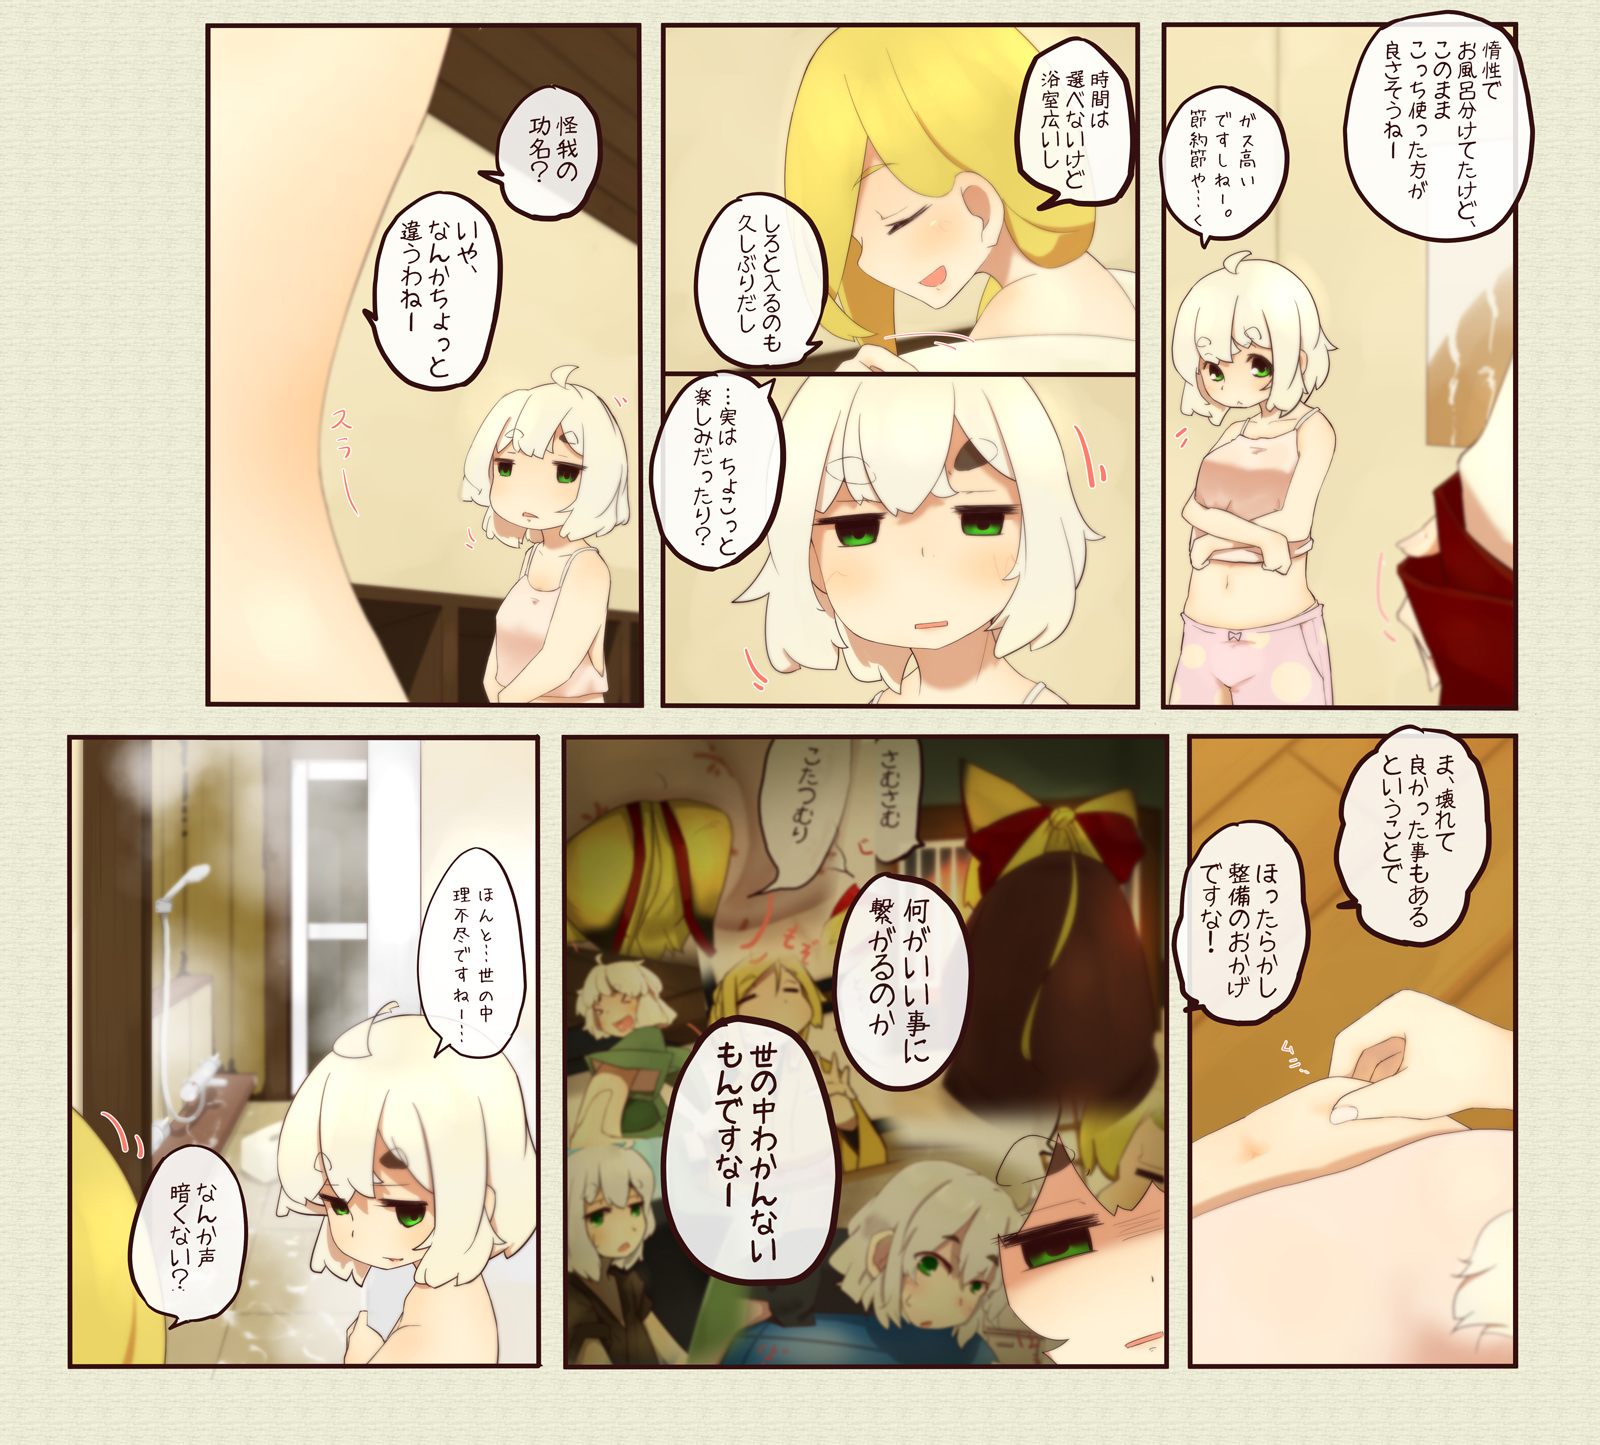 惰性で
お風呂分けてたけど、
このまま
こっち使った方が
良さそうねー
ガス高い
ですしねー。
節約節や…く
時間は
選べないけど
浴室広いし
しろと入るのも
久しぶりだし
…実は ちょこっと
楽しみだったり？
怪我の
功名？
いや、
なんかちょっと
違うわねー
スラー
ま、壊れて
良かった事もある
ということで
ほったらかし
整備のおかげ
ですな！
ムニ
さむさむ
こたつむり
もぞ
何がいい事に
繋がるのか
世の中わかんない
もんですなー
ほんと…世の中
理不尽ですねー…
なんか声
暗くない？